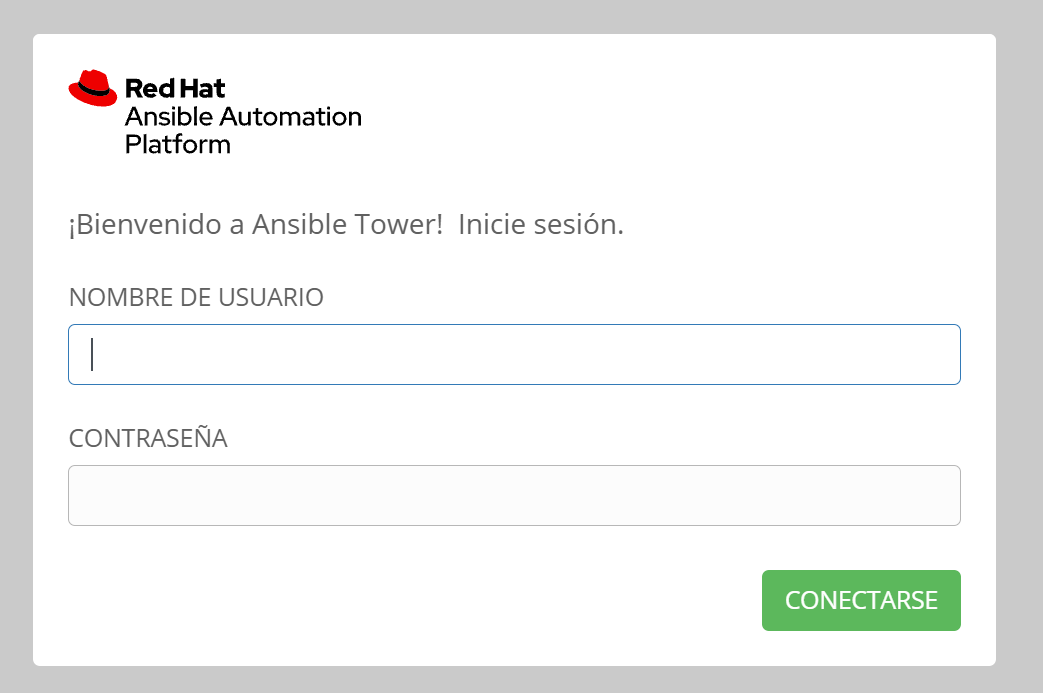 Red Hat
Ansible Automation
Platform
¡Bienvenido a Ansible Tower!  Inicie sesión.
NOMBRE DE USUARIO
CONTRASEÑA
CONECTARSE